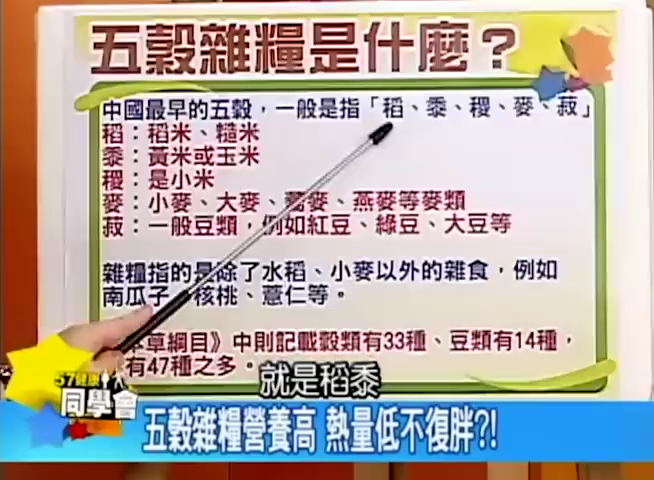 五穀雜糧是什麼？
中國最早的五穀，一般是指「稻、黍、稷、麥、菽」
稻：稻米、糙米
黍：黃米或玉米
稷：是小米
麥：小麥、大麥、蕎麥、燕麥等麥類
菽：一般豆類，例如紅豆、綠豆、大豆等
雜糧指的是除了水稻、小麥以外的雜食，例如
南瓜子、核桃、薏仁等。
草綱目》中則記載穀類有33種、豆類有14種，
有47種之多。
就是稻黍
57健康
同學會
五穀雜糧營養高 熱量低不復胖?!